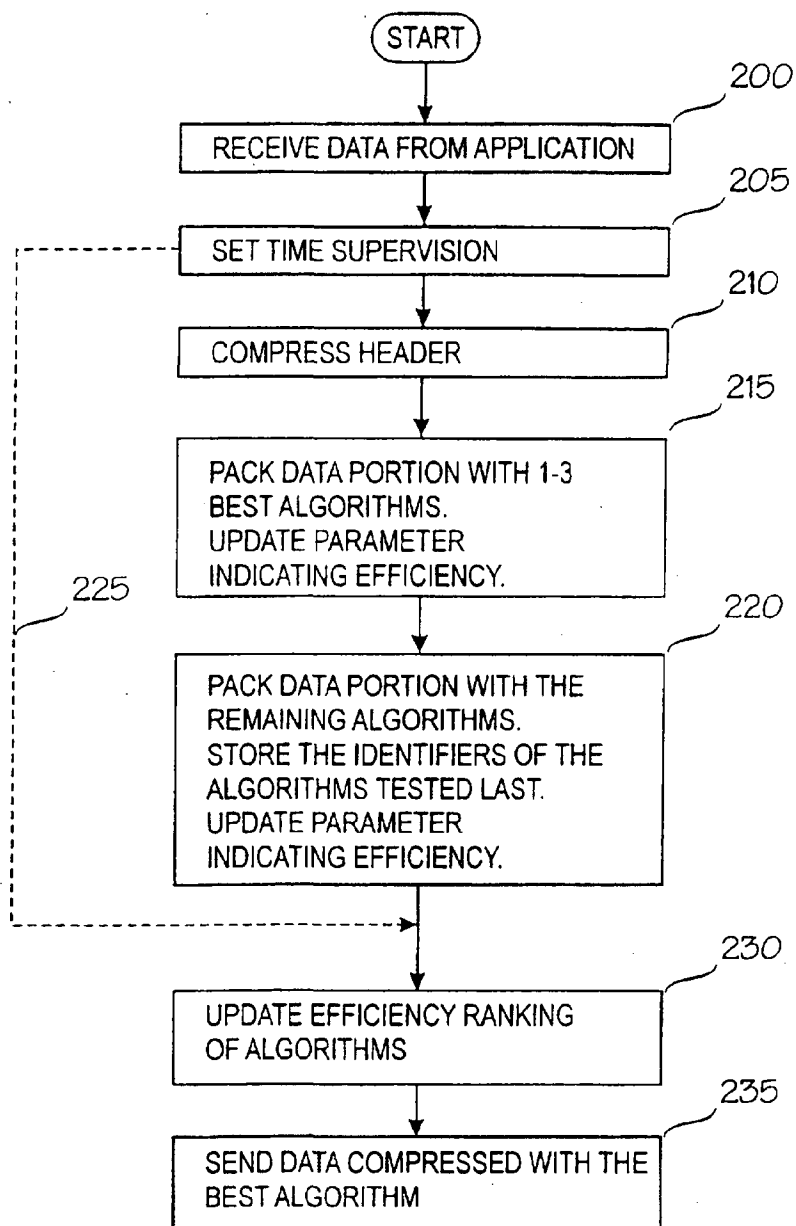 START
200
RECEIVE DATA FROM APPLICATION
205
SET TIME SUPERVISION
210
COMPRESS HEADER
215
PACK DATA PORTION WITH 1-3
BEST ALGORITHMS.
UPDATE PARAMETER
INDICATING EFFICIENCY.
225
220
PACK DATA PORTION WITH THE
REMAINING ALGORITHMS.
STORE THE IDENTIFIERS OF THE
ALGORITHMS TESTED LAST.
UPDATE PARAMETER
INDICATING EFFICIENCY.
230
UPDATE EFFICIENCY RANKING
OF ALGORITHMS
235
SEND DATA COMPRESSED WITH THE
BEST ALGORITHM